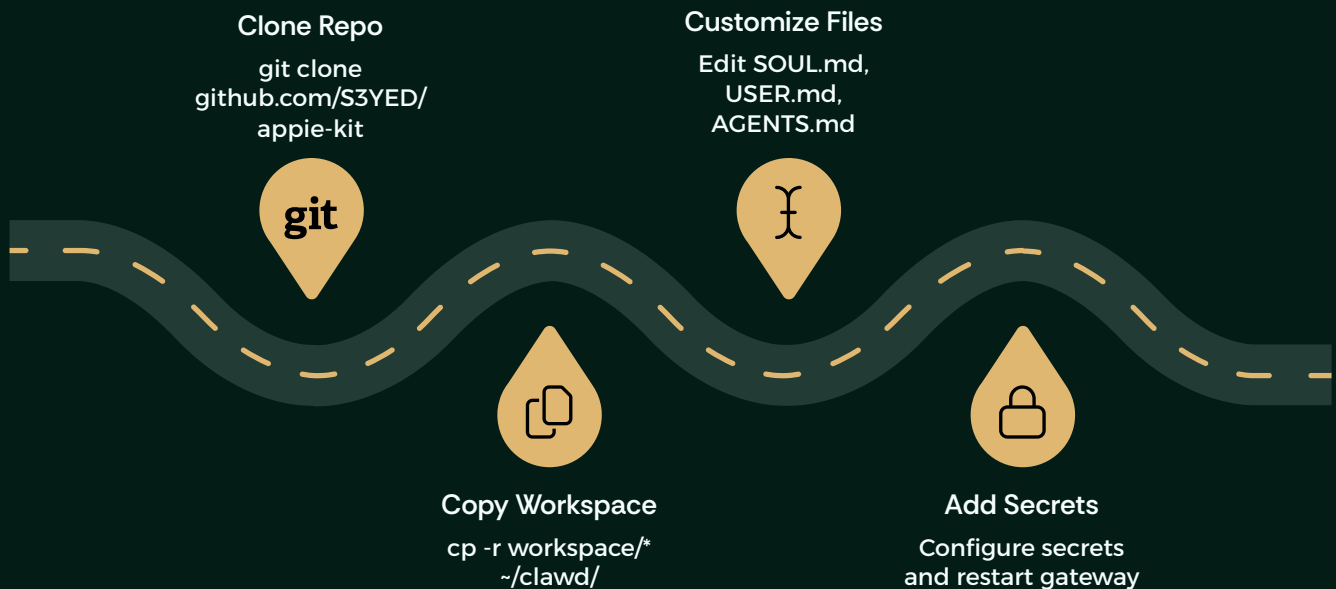 Clone Repo
git clone
github.com/S3YED/
appie-kit
git
Copy Workspace
cp -r workspace/*
~/clawd/
Customize Files
Edit SOUL.md,
USER.md,
AGENTS.md
Add Secrets
Configure secrets
and restart gateway